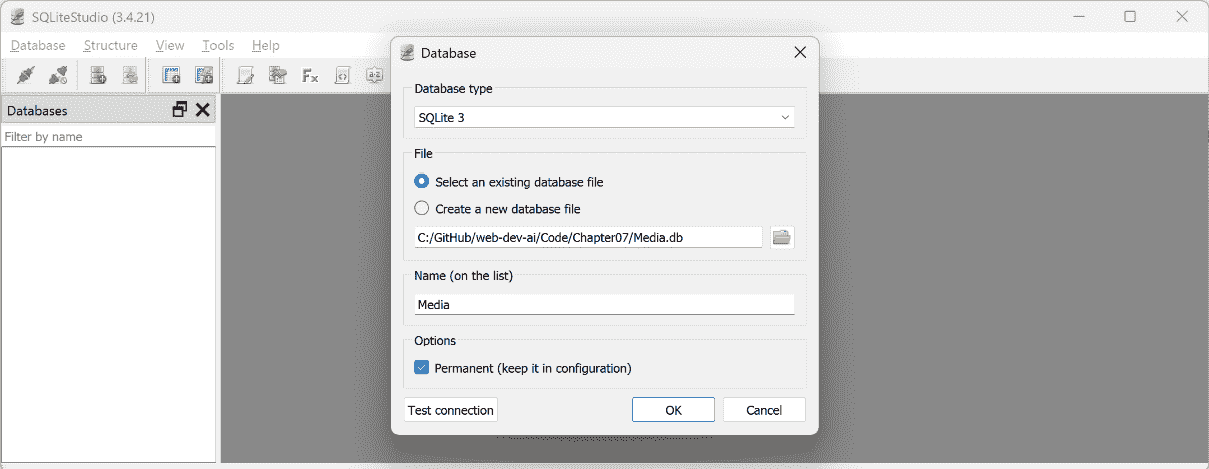 SQLiteStudio (3.4.21)
Database Structure View Tools Help
Databases
Filter by name
Database
Database type
SQLite 3
File
Select an existing database file
Create a new database file
C:/GitHub/web-dev-ai/Code/Chapter07/Media.db
Name (on the list)
Media
Options
Permanent (keep it in configuration)
Test connection OK Cancel